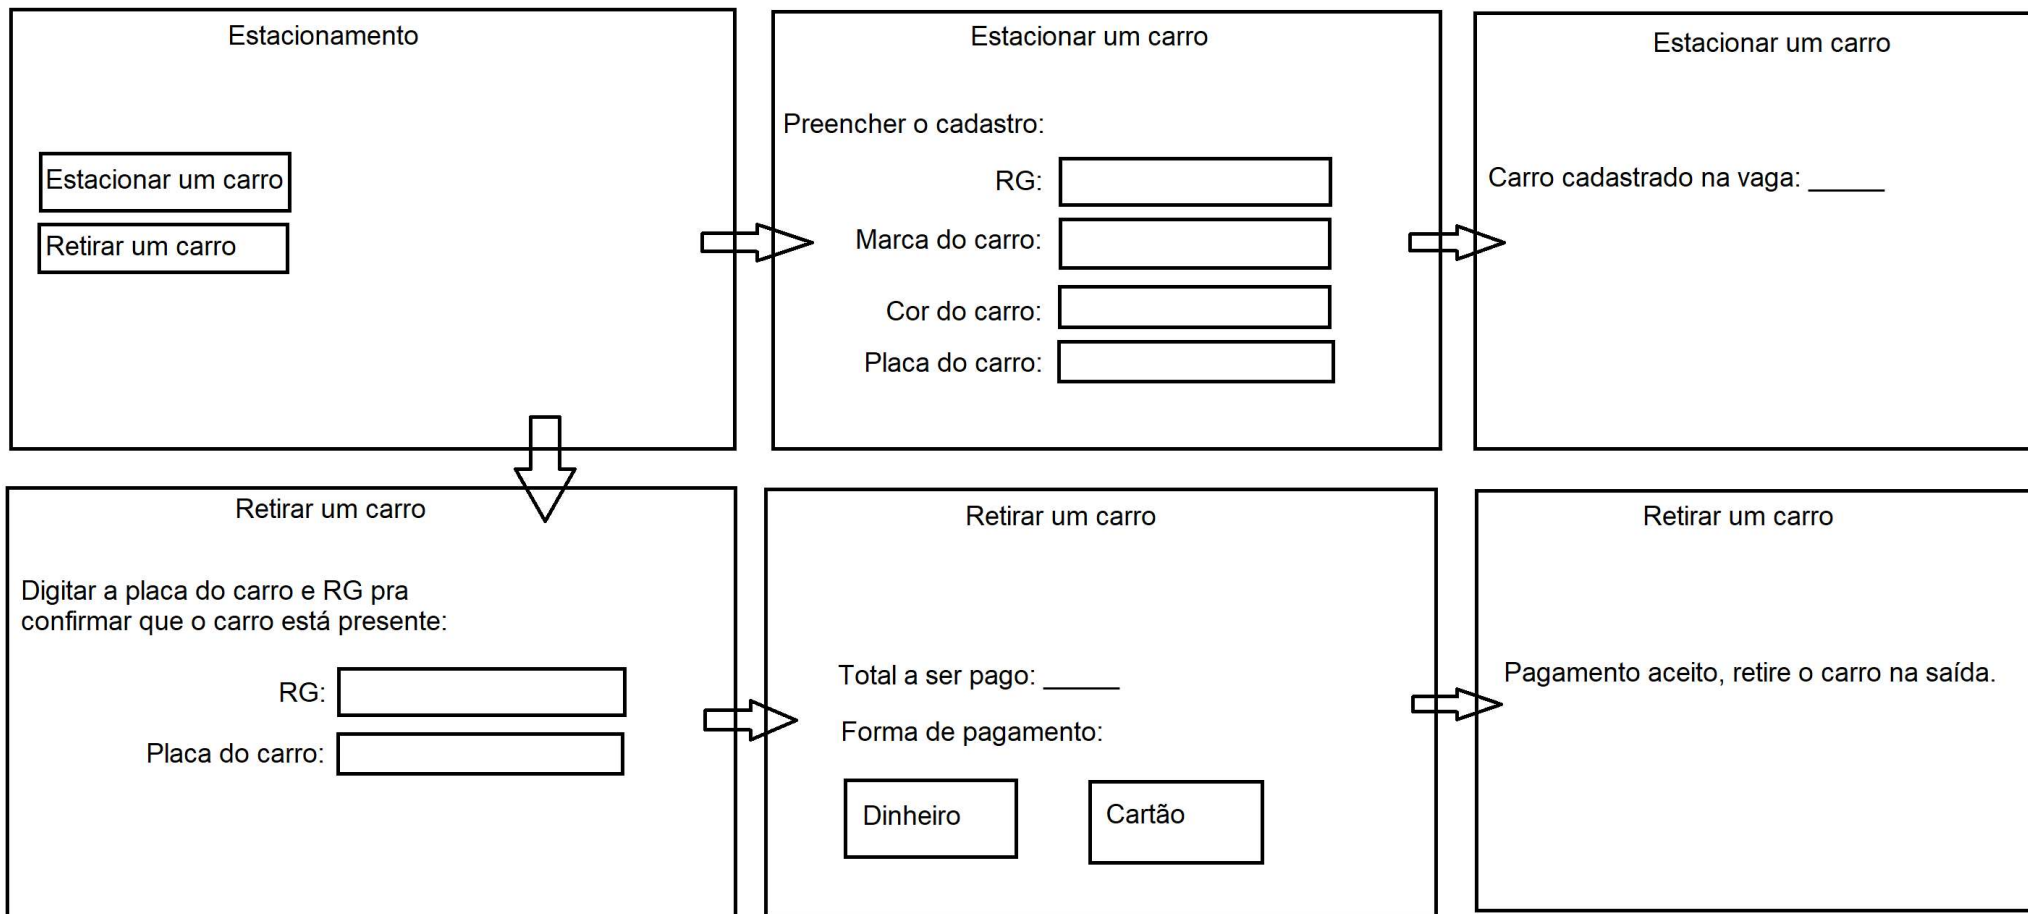 Estacionamento
Estacionar um carro
Retirar um carro
Estacionar um carro
Preencher o cadastro:
RG:
Marca do carro:
Cor do carro:
Placa do carro:
Estacionar um carro
Carro cadastrado na vaga: _____
Retirar um carro
Digitar a placa do carro e RG pra
confirmar que o carro está presente:
RG:
Placa do carro:
Retirar um carro
Total a ser pago: _____
Forma de pagamento:
Dinheiro
Cartão
Retirar um carro
Pagamento aceito, retire o carro na saída.